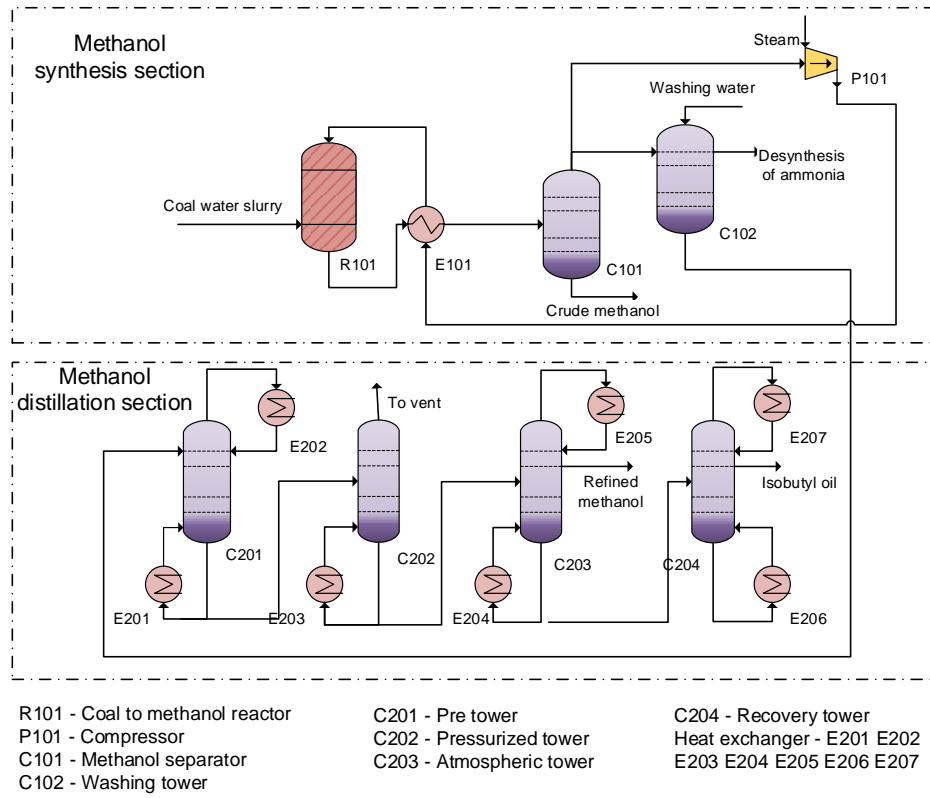 Methanol
synthesis section
Steam
P101
Washing water
Desynthesis
of ammonia
Coal water slurry
C102
R101
E101
C101
Crude methanol
Methanol
distillation section
To vent
E202
E205
E207
Refined
methanol
Isobutyl oil
C201
C202
C203
C204
E201
E203
E204
E206
R101 - Coal to methanol reactor
P101 - Compressor
C101 - Methanol separator
C102 - Washing tower
C201 - Pre tower
C202 - Pressurized tower
C203 - Atmospheric tower
C204 - Recovery tower
Heat exchanger - E201 E202
E203 E204 E205 E206 E207